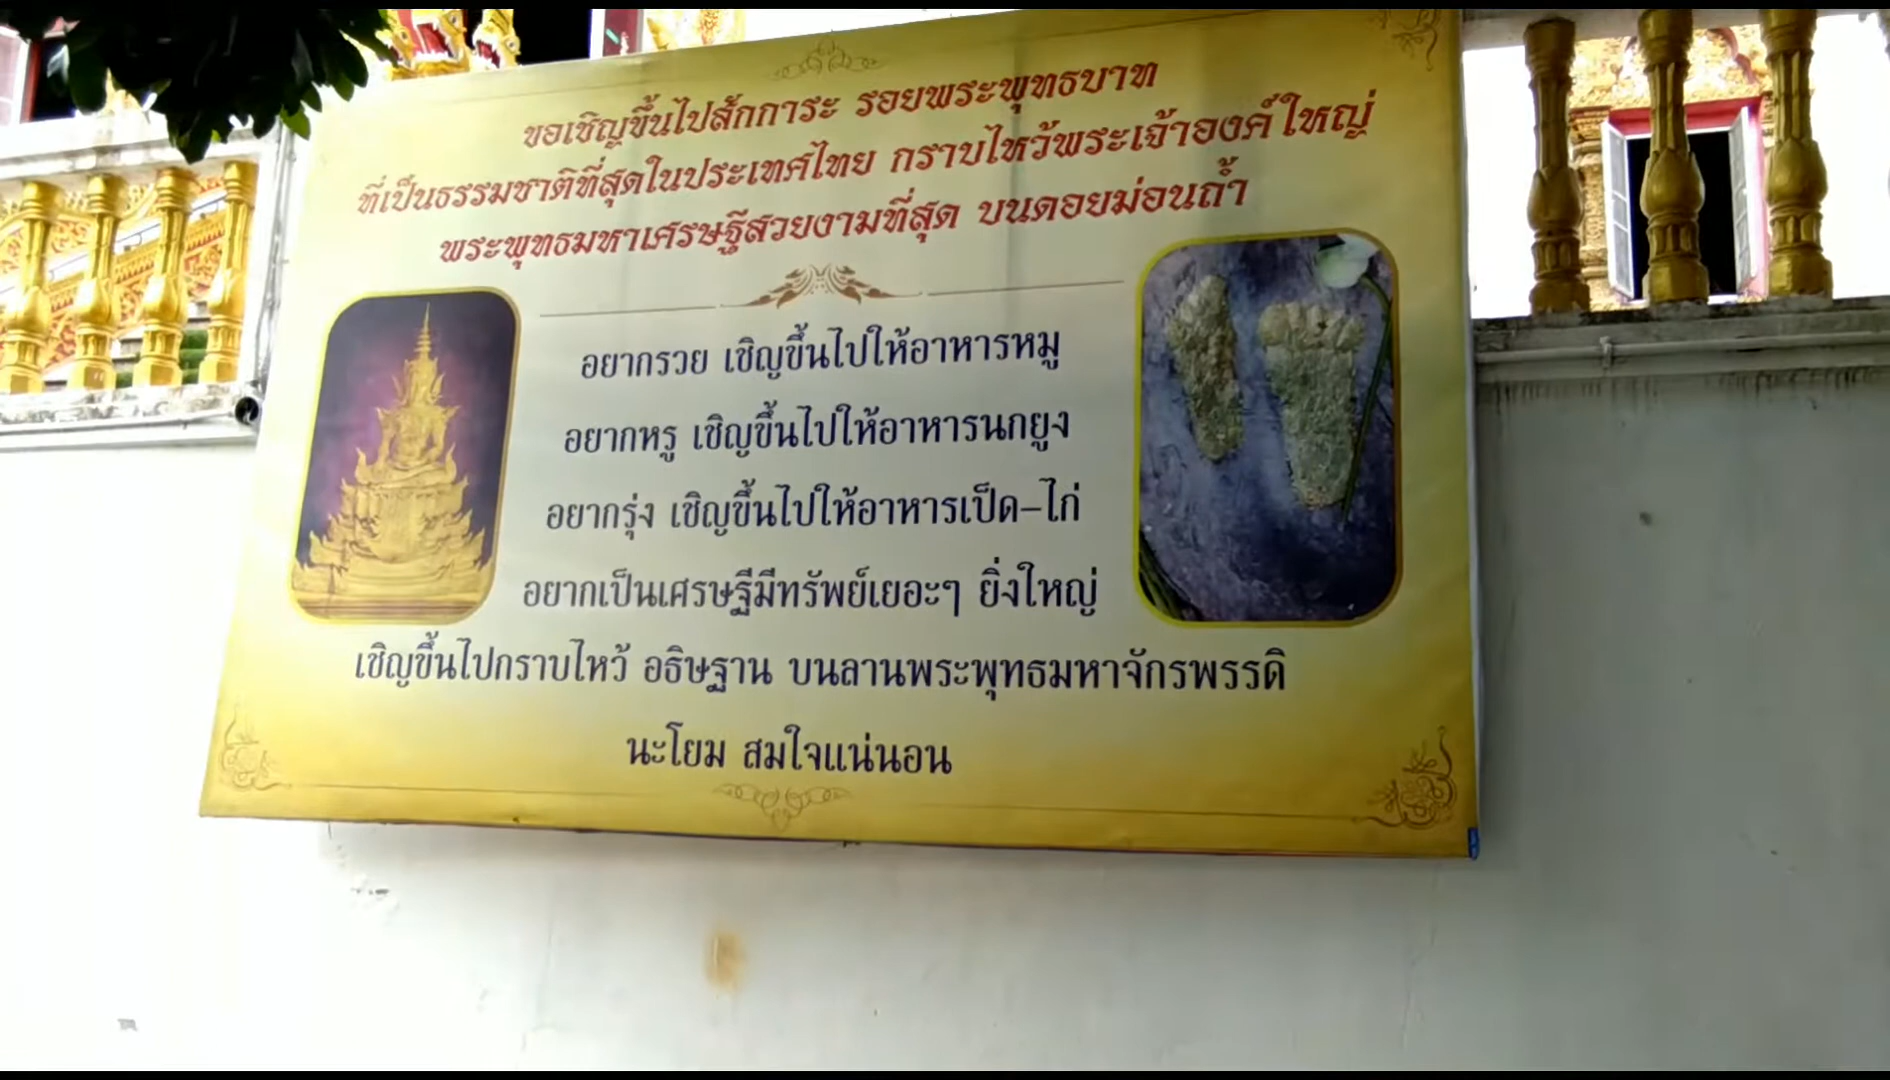 ขอเชิญขึ้นไปสักการะ รอยพระพุทธบาท
ที่เป็นธรรมชาติที่สุดในประเทศไทย กราบไหว้พระเจ้าองค์ใหญ่
พระพุทธมหาเศรษฐีสวยงามที่สุด บนดอยม่อนถ้ำ
อยากรวย เชิญขึ้นไปให้อาหารหมู
อยากหรู เชิญขึ้นไปให้อาหารนกยูง
อยากรุ่ง เชิญขึ้นไปให้อาหารเป็ด-ไก่
อยากเป็นเศรษฐีมีทรัพย์เยอะๆ ยิ่งใหญ่
เชิญขึ้นไปกราบไหว้ อธิษฐาน บนลานพระพุทธมหาจักรพรรดิ
นะโยม สมใจแน่นอน